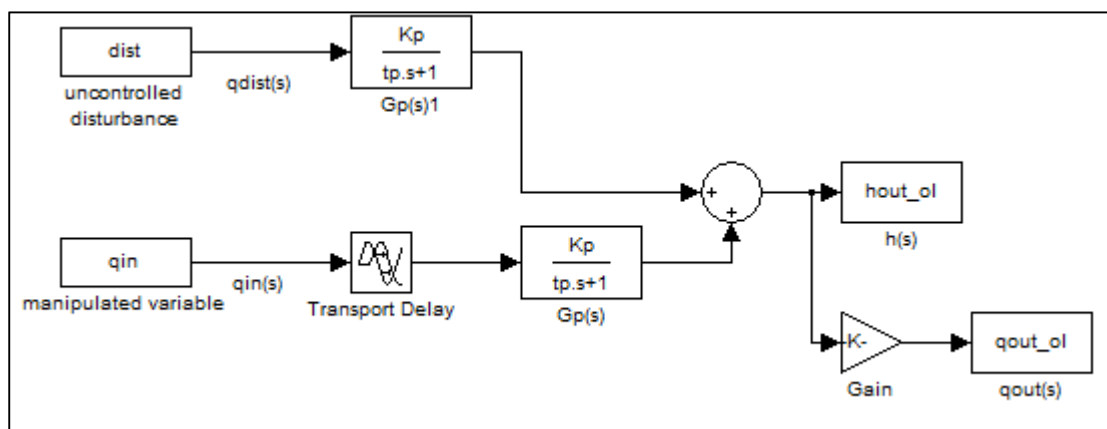 dist
uncontrolled
disturbance
qdist(s)
Kp
tp.s+1
Gp(s)1
+
+
hout_ol
h(s)
qin
manipulated variable
qin(s)
Transport Delay
Kp
tp.s+1
Gp(s)
K-
Gain
qout_ol
qout(s)